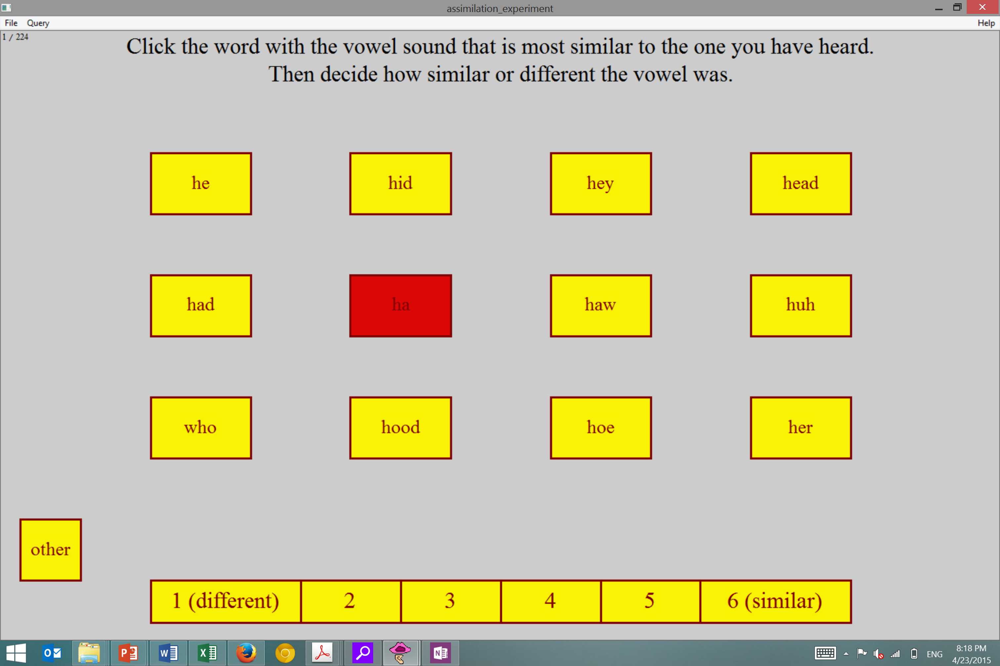 assimilation_experiment
File Query Help
1 / 224
Click the word with the vowel sound that is most similar to the one you have heard.
Then decide how similar or different the vowel was.
he hid hey head
had ha haw huh
who hood hoe her
other
1 (different) 2 3 4 5 6 (similar)
ENG
8:18 PM
4/23/2015